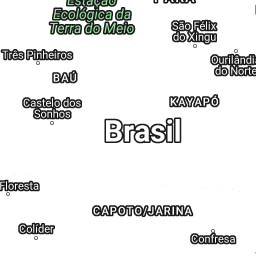 Estação
Ecológica da
Terra do Meio
São Félix
do Xingu
Três Pinheiros
Ourilândia
do Norte
BAÚ
Castelo dos
Sonhos
KAYAPÓ
Brasil
Floresta
CAPOTO/JARINA
Colíder
Confresa